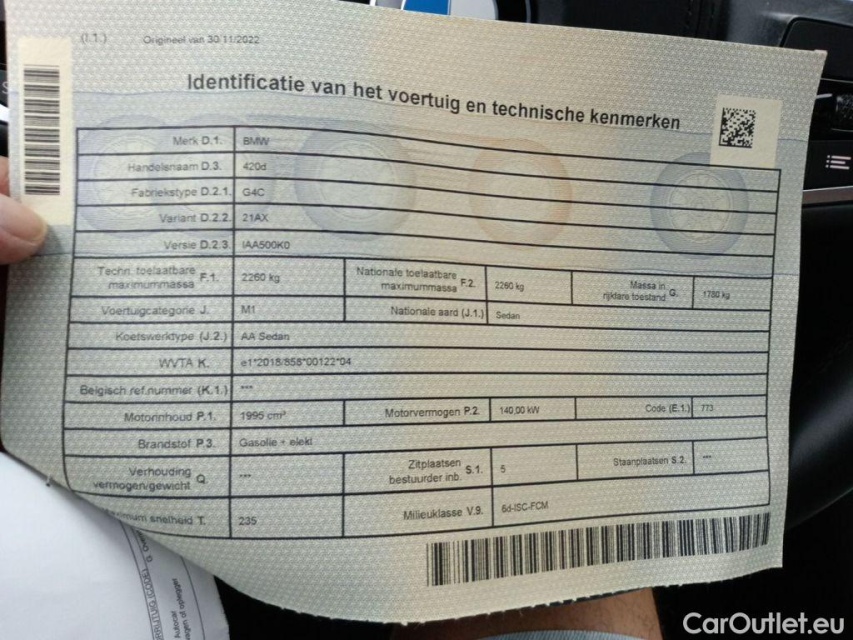 (I.1.) Origineel van 30/11/2022
Identificatie van het voertuig en technische kenmerken
Merk D.1. BMW
Handelsnaam D.3. 420d
Fabriekstype D.2.1. G4C
Variant D.2.2. 21AX
Versie D.2.3. IAA500K0
Techn. toelaatbare maximummassa F.1. 2260 kg Nationale toelaatbare maximummassa F.2. 2260 kg Massa in rijklare toestand G. 1780 kg
Voertuigcategorie J. M1 Nationale aard (J.1.) Sedan
Koetswerktype (J.2.) AA Sedan
WVTA K. e1*2018/858*00122*04
Belgisch ref.nummer (K.1.) ***
Motorinhoud P.1. 1995 cm³ Motorvermogen P.2. 140,00 kW Code (E.1.) 773
Brandstof P.3. Gasolie + elekt
Verhouding vermogen/gewicht Q. *** Zitplaatsen bestuurder inb. S.1. 5 Staanplaatsen S.2. ***
snelheid T. 235 Milieuklasse V.9. 6d-ISC-FCM
CarOutlet.eu